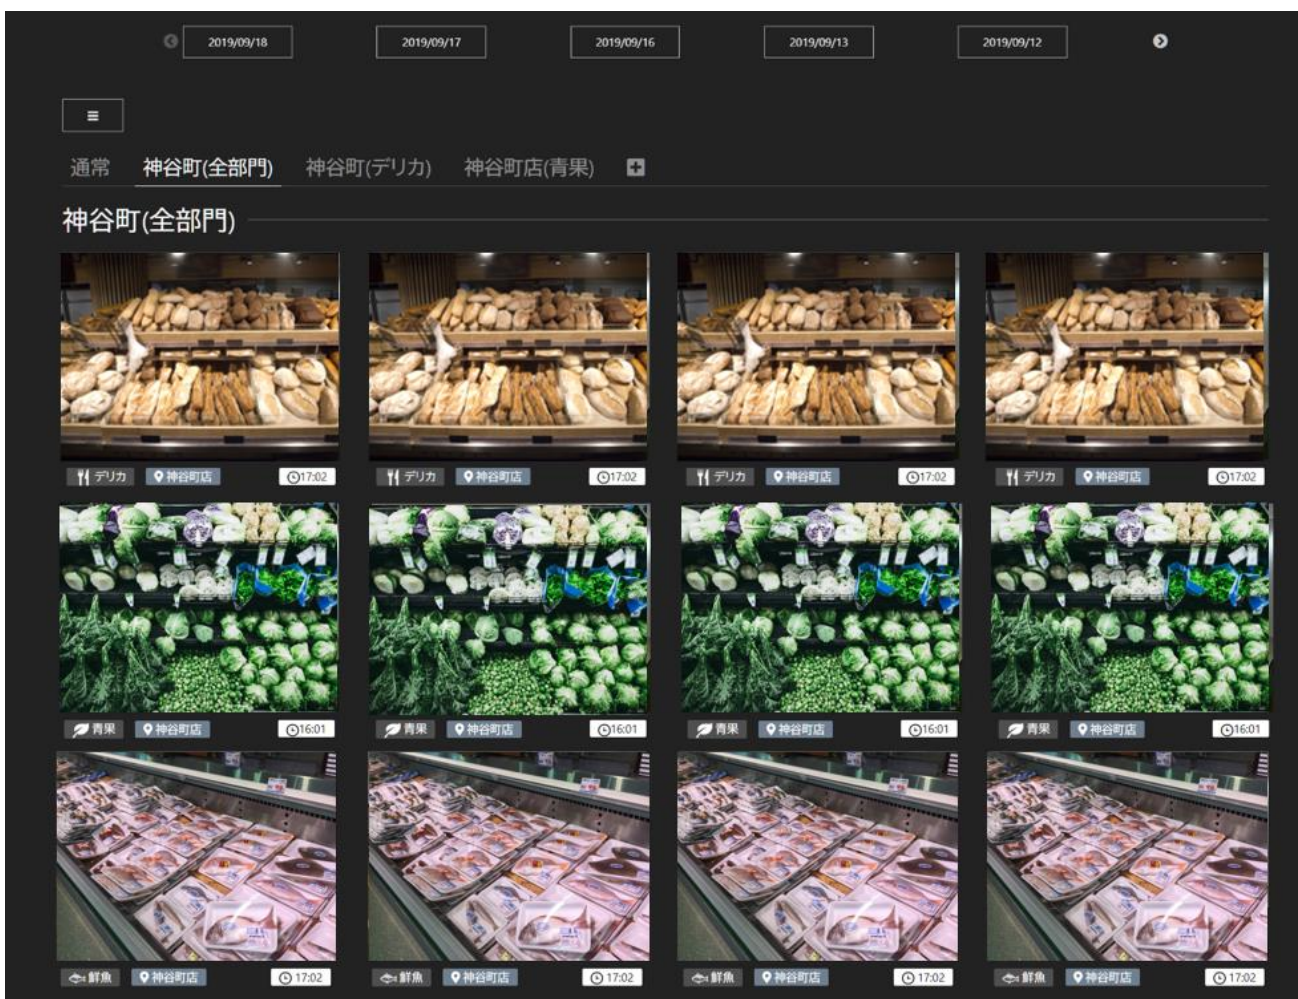 2019/09/18 2019/09/17 2019/09/16 2019/09/13 2019/09/12
通常 神谷町(全部門) 神谷町(デリカ) 神谷町店(青果)
神谷町(全部門)
デリカ 神谷町店 17:02 デリカ 神谷町店 17:02 デリカ 神谷町店 17:02 デリカ 神谷町店 17:02
青果 神谷町店 16:01 青果 神谷町店 16:01 青果 神谷町店 16:01 青果 神谷町店 16:01
鮮魚 神谷町店 17:02 鮮魚 神谷町店 17:02 鮮魚 神谷町店 17:02 鮮魚 神谷町店 17:02